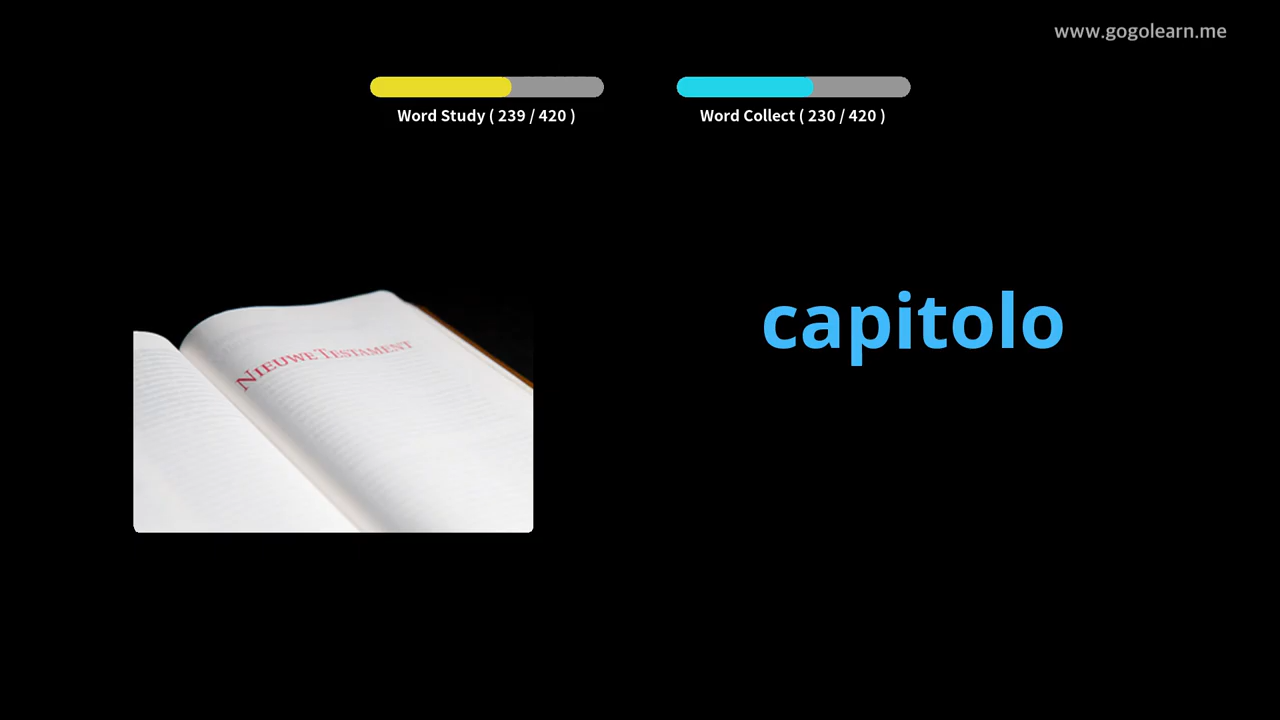 www.gogolearn.me
Word Study ( 239 / 420 )
Word Collect ( 230 / 420 )
capitolo
NIEUWE TESTAMENT